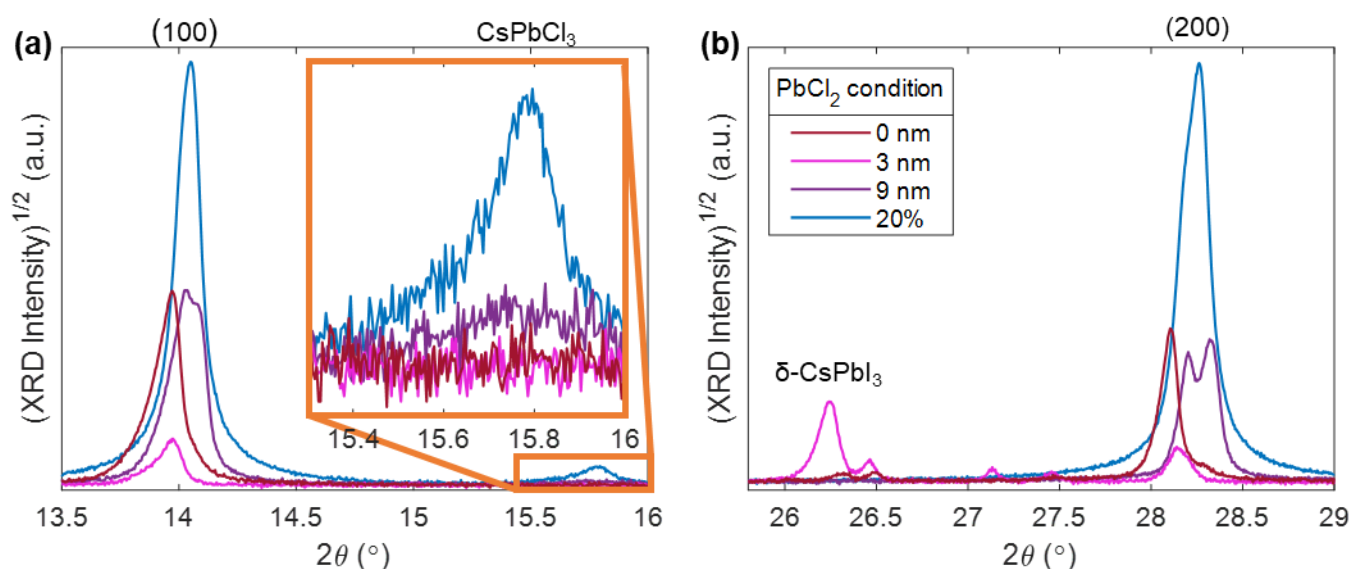 (a)
(100)
CsPbCl₃
(XRD Intensity)¹/² (a.u.)
15.4 15.6 15.8 16
13.5 14 14.5 15 15.5 16
2θ (°)
(b)
(200)
PbCl₂ condition
0 nm
3 nm
9 nm
20%
δ-CsPbI₃
(XRD Intensity)¹/² (a.u.)
26 26.5 27 27.5 28 28.5 29
2θ (°)